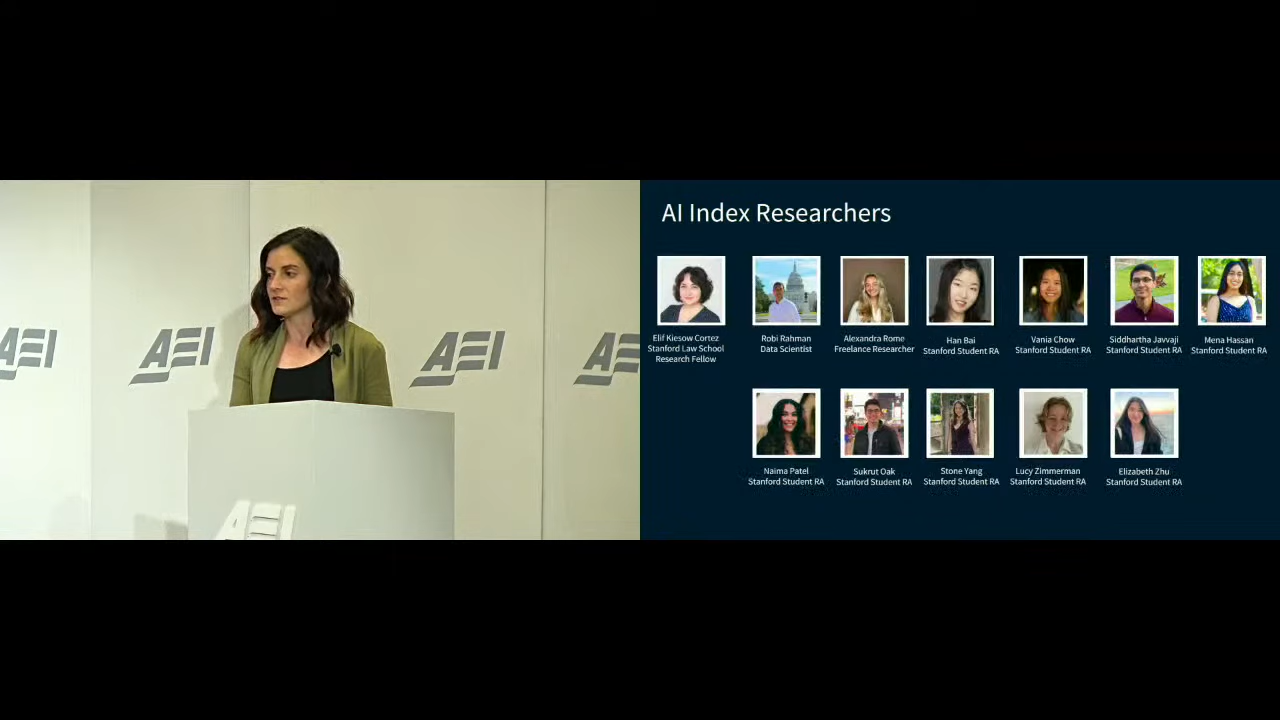 AEI
AEI
AEI
AE
AEI
AI Index Researchers
Elif Kiesow Cortez
Stanford Law School
Research Fellow
Robi Rahman
Data Scientist
Alexandra Rome
Freelance Researcher
Han Bai
Stanford Student RA
Vania Chow
Stanford Student RA
Siddhartha Javvaji
Stanford Student RA
Mena Hassan
Stanford Student RA
Naima Patel
Stanford Student RA
Sukrut Oak
Stanford Student RA
Stone Yang
Stanford Student RA
Lucy Zimmerman
Stanford Student RA
Elizabeth Zhu
Stanford Student RA